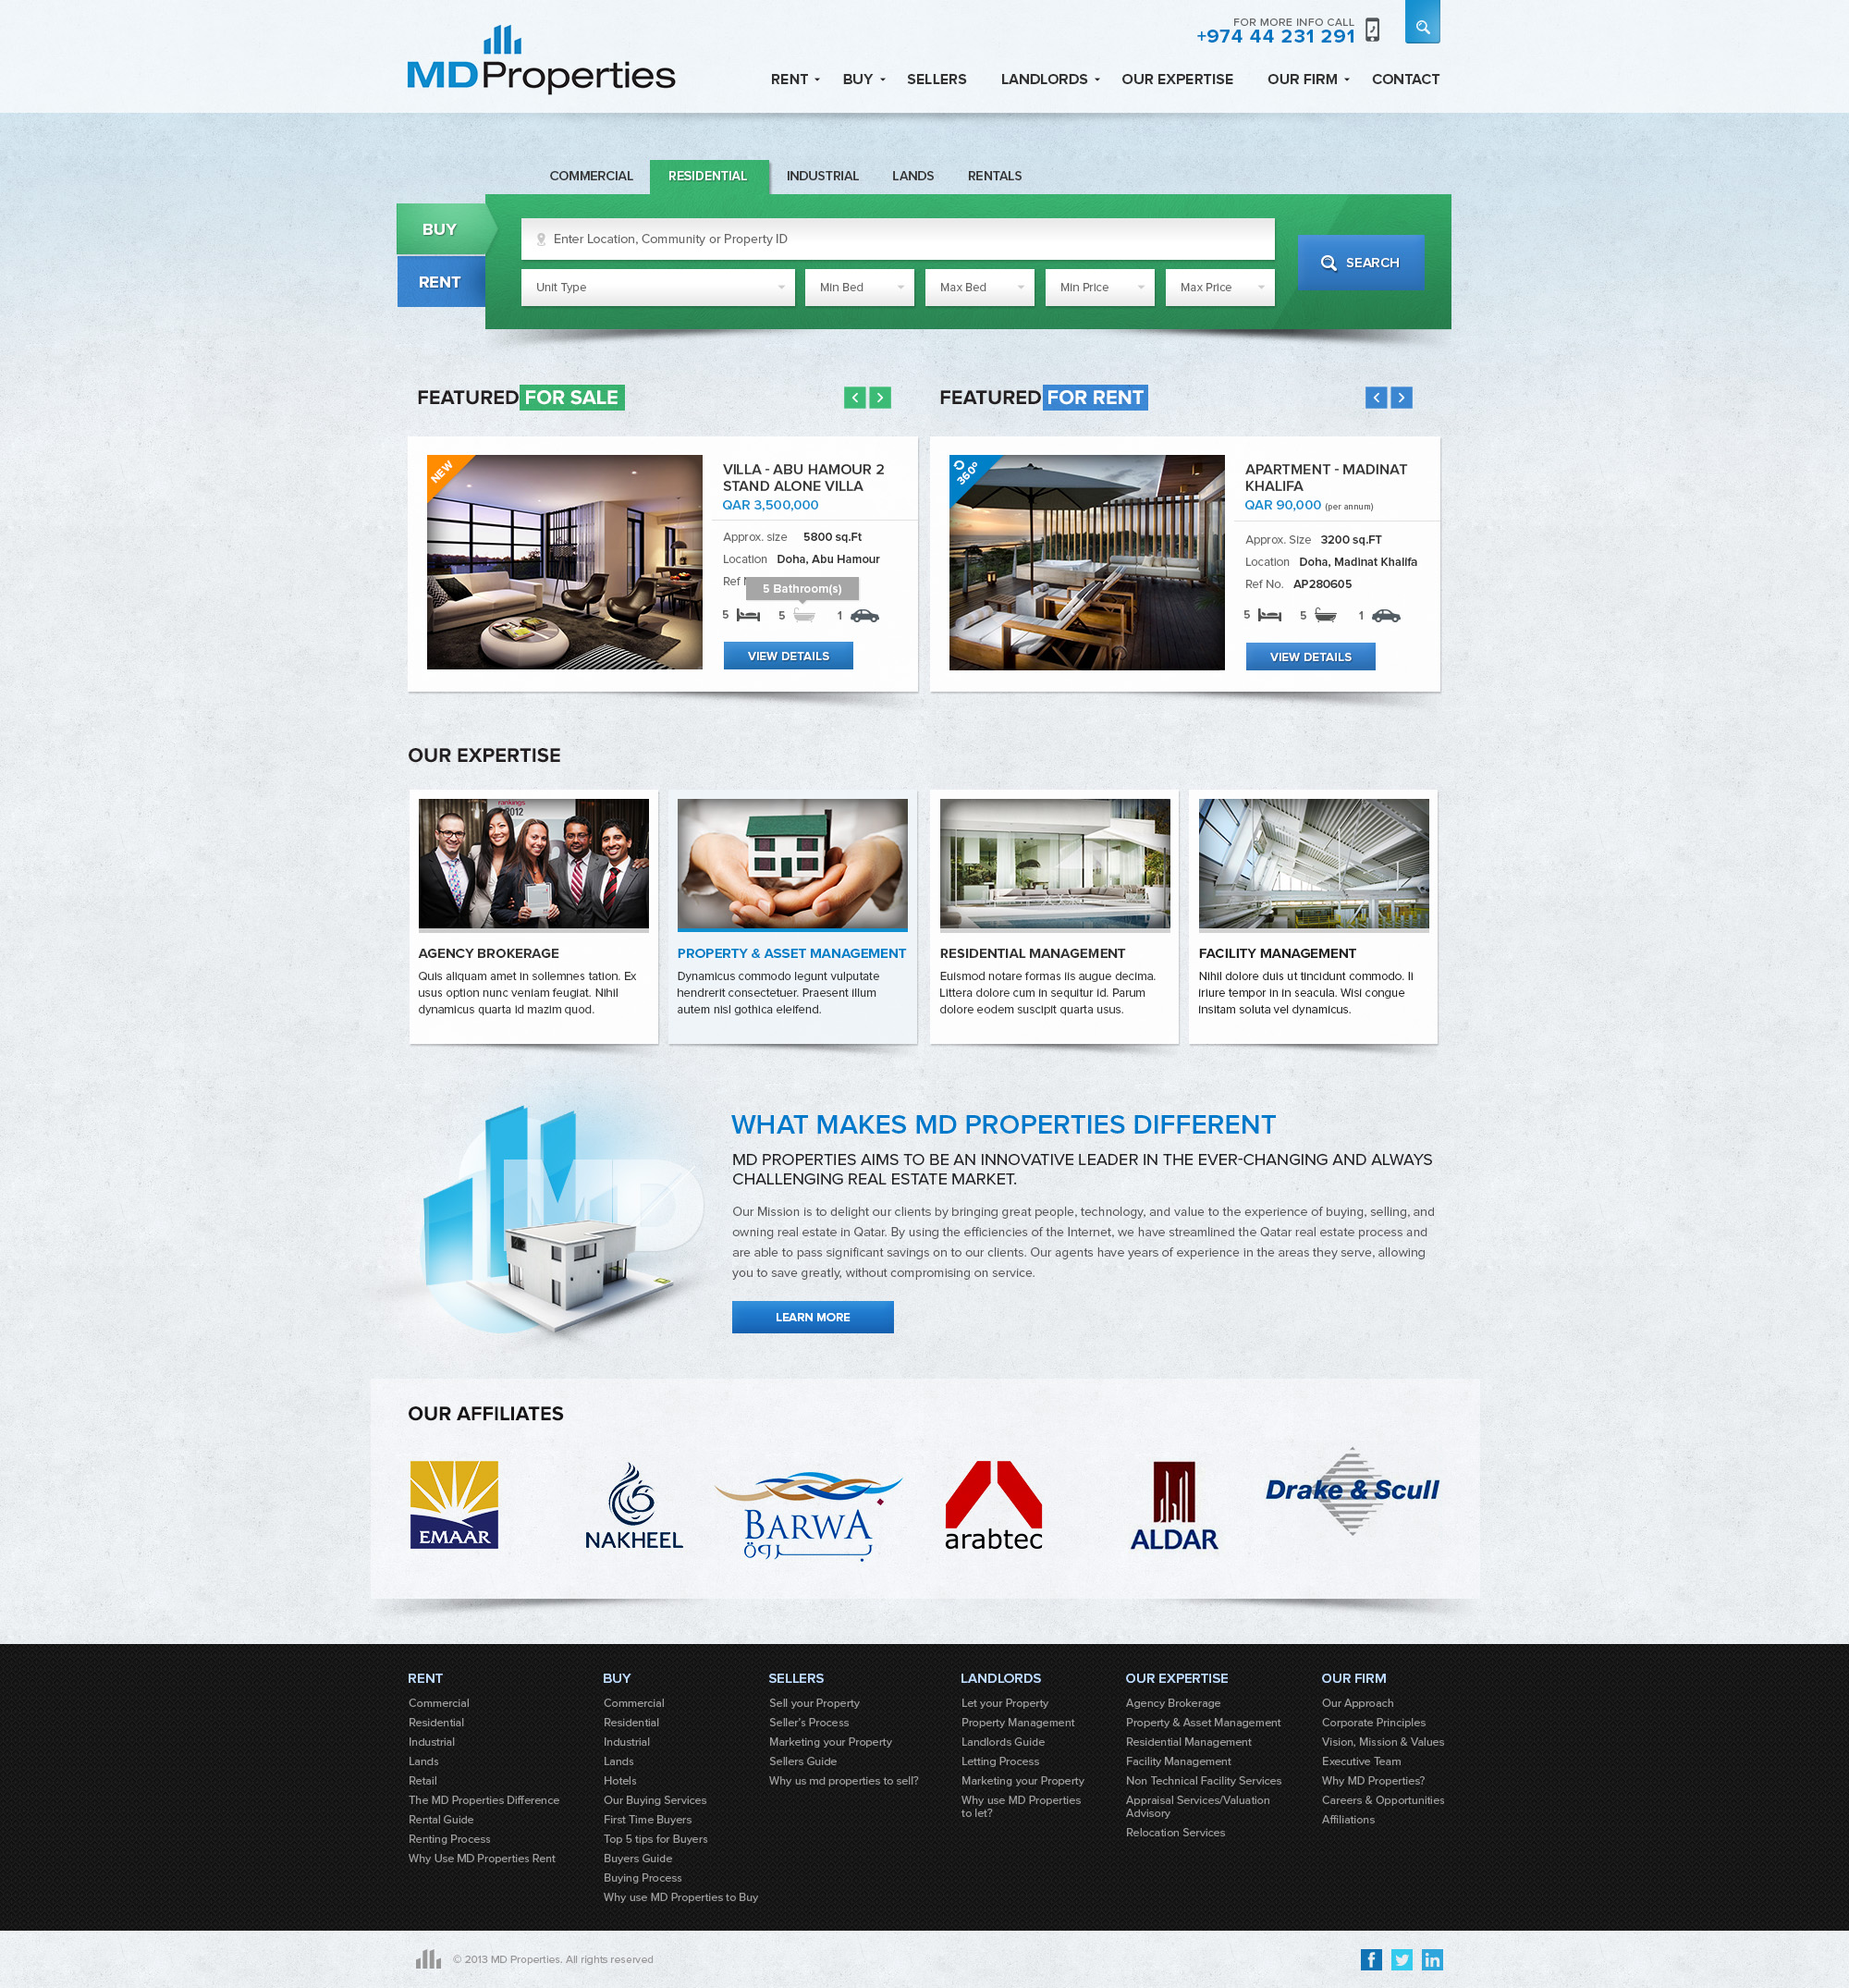 FOR MORE INFO CALL
+974 44 231 291
MDProperties
RENT
BUY
SELLERS
LANDLORDS
OUR EXPERTISE
OUR FIRM
CONTACT
COMMERCIAL
RESIDENTIAL
INDUSTRIAL
LANDS
RENTALS
BUY
RENT
Enter Location, Community or Property ID
Unit Type
Min Bed
Max Bed
Min Price
Max Price
SEARCH
FEATURED FOR SALE
NEW
VILLA - ABU HAMOUR 2
STAND ALONE VILLA
QAR 3,500,000
Approx. size 5800 sq.Ft
Location Doha, Abu Hamour
Ref
5 Bathroom(s)
5 5 1
VIEW DETAILS
FEATURED FOR RENT
360º
APARTMENT - MADINAT
KHALIFA
QAR 90,000 (per annum)
Approx. Size 3200 sq.FT
Location Doha, Madinat Khalifa
Ref No. AP280605
5 5 1
VIEW DETAILS
OUR EXPERTISE
rankings
2012
AGENCY BROKERAGE
Quis aliquam amet in sollemnes tation. Ex
usus option nunc veniam feugiat. Nihil
dynamicus quarta id mazim quod.
PROPERTY & ASSET MANAGEMENT
Dynamicus commodo legunt vulputate
hendrerit consectetuer. Praesent illum
autem nisl gothica eleifend.
RESIDENTIAL MANAGEMENT
Euismod notare formas iis augue decima.
Littera dolore cum in sequitur id. Parum
dolore eodem suscipit quarta usus.
FACILITY MANAGEMENT
Nihil dolore duis ut tincidunt commodo. Ii
iriure tempor in in seacula. Wisi congue
insitam soluta vel dynamicus.
MD
WHAT MAKES MD PROPERTIES DIFFERENT
MD PROPERTIES AIMS TO BE AN INNOVATIVE LEADER IN THE EVER-CHANGING AND ALWAYS
CHALLENGING REAL ESTATE MARKET.
Our Mission is to delight our clients by bringing great people, technology, and value to the experience of buying, selling, and
owning real estate in Qatar. By using the efficiencies of the Internet, we have streamlined the Qatar real estate process and
are able to pass significant savings on to our clients. Our agents have years of experience in the areas they serve, allowing
you to save greatly, without compromising on service.
LEARN MORE
OUR AFFILIATES
EMAAR
NAKHEEL
BARWA
بروة
arabtec
ALDAR
Drake & Scull
RENT
Commercial
Residential
Industrial
Lands
Retail
The MD Properties Difference
Rental Guide
Renting Process
Why Use MD Properties Rent
BUY
Commercial
Residential
Industrial
Lands
Hotels
Our Buying Services
First Time Buyers
Top 5 tips for Buyers
Buyers Guide
Buying Process
Why use MD Properties to Buy
SELLERS
Sell your Property
Seller's Process
Marketing your Property
Sellers Guide
Why us md properties to sell?
LANDLORDS
Let your Property
Property Management
Landlords Guide
Letting Process
Marketing your Property
Why use MD Properties
to let?
OUR EXPERTISE
Agency Brokerage
Property & Asset Management
Residential Management
Facility Management
Non Technical Facility Services
Appraisal Services/Valuation
Advisory
Relocation Services
OUR FIRM
Our Approach
Corporate Principles
Vision, Mission & Values
Executive Team
Why MD Properties?
Careers & Opportunities
Affiliations
© 2013 MD Properties. All rights reserved
f
in